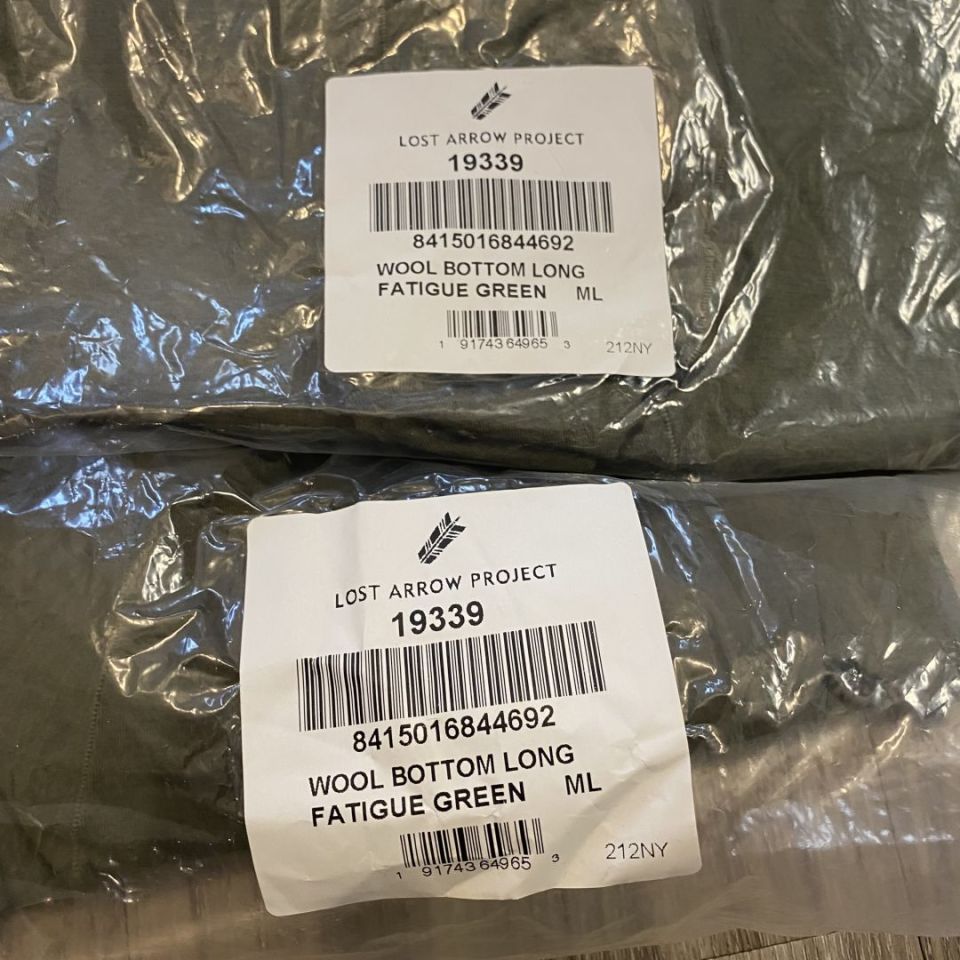 LOST ARROW PROJECT
19339
8415016844692
WOOL BOTTOM LONG
FATIGUE GREEN ML
1 91743 64965 3 212NY
LOST ARROW PROJECT
19339
8415016844692
WOOL BOTTOM LONG
FATIGUE GREEN ML
1 91743 64965 3 212NY